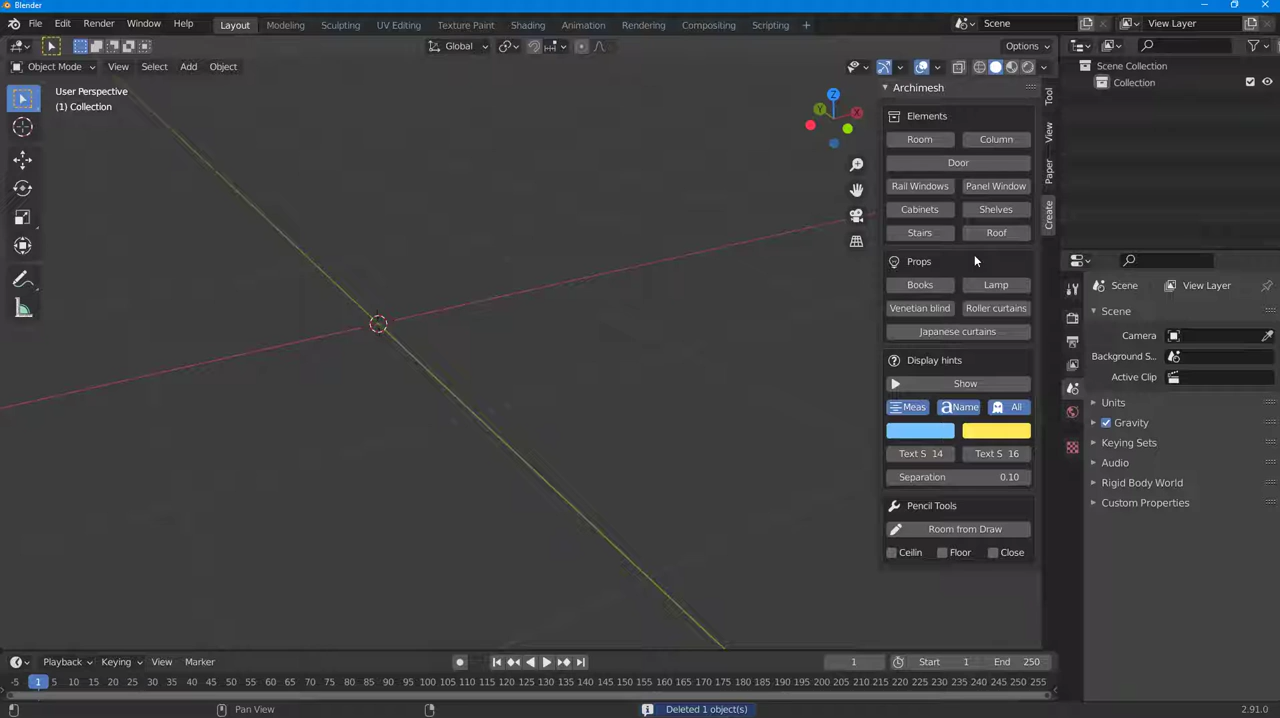 Blender
File Edit Render Window Help
Layout Modeling Sculpting UV Editing Texture Paint Shading Animation Rendering Compositing Scripting +
Scene View Layer
Global Options
Object Mode View Select Add Object
User Perspective
(1) Collection
Z
Y
X
Archimesh
Elements
Room Column
Door
Rail Windows Panel Window
Cabinets Shelves
Stairs Roof
Props
Books Lamp
Venetian blind Roller curtains
Japanese curtains
Display hints
Show
Meas aName All
Text S 14 Text S 16
Separation 0.10
Pencil Tools
Room from Draw
Ceilin Floor Close
Tool
View
Paper
Create
Scene Collection
Collection
Scene View Layer
Scene
Camera
Background S...
Active Clip
Units
Gravity
Keying Sets
Audio
Rigid Body World
Custom Properties
Playback Keying View Marker 1 Start 1 End 250
-5 1 5 10 15 20 25 30 35 40 45 50 55 60 65 70 75 80 85 90 95 100 105 110 115 120 125 130 135 140 145 150 155 160 165 170 175 180 185 190 195 200 205 210 215 220 225 230 235 240 245 250 255
Pan View Deleted 1 object(s) 2.91.0